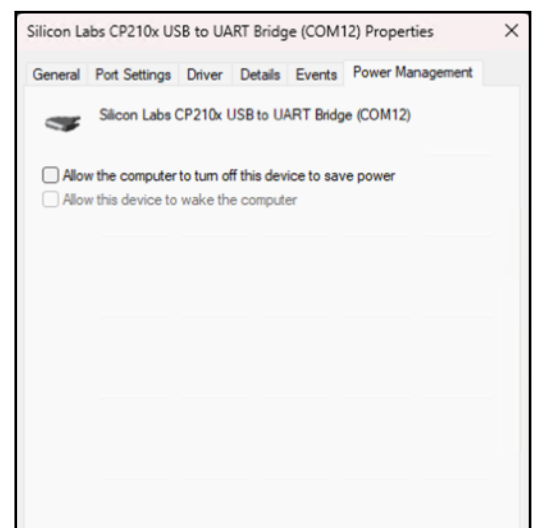 Silicon Labs CP210x USB to UART Bridge (COM12) Properties
General Port Settings Driver Details Events Power Management
Silicon Labs CP210x USB to UART Bridge (COM12)
Allow the computer to turn off this device to save power
Allow this device to wake the computer